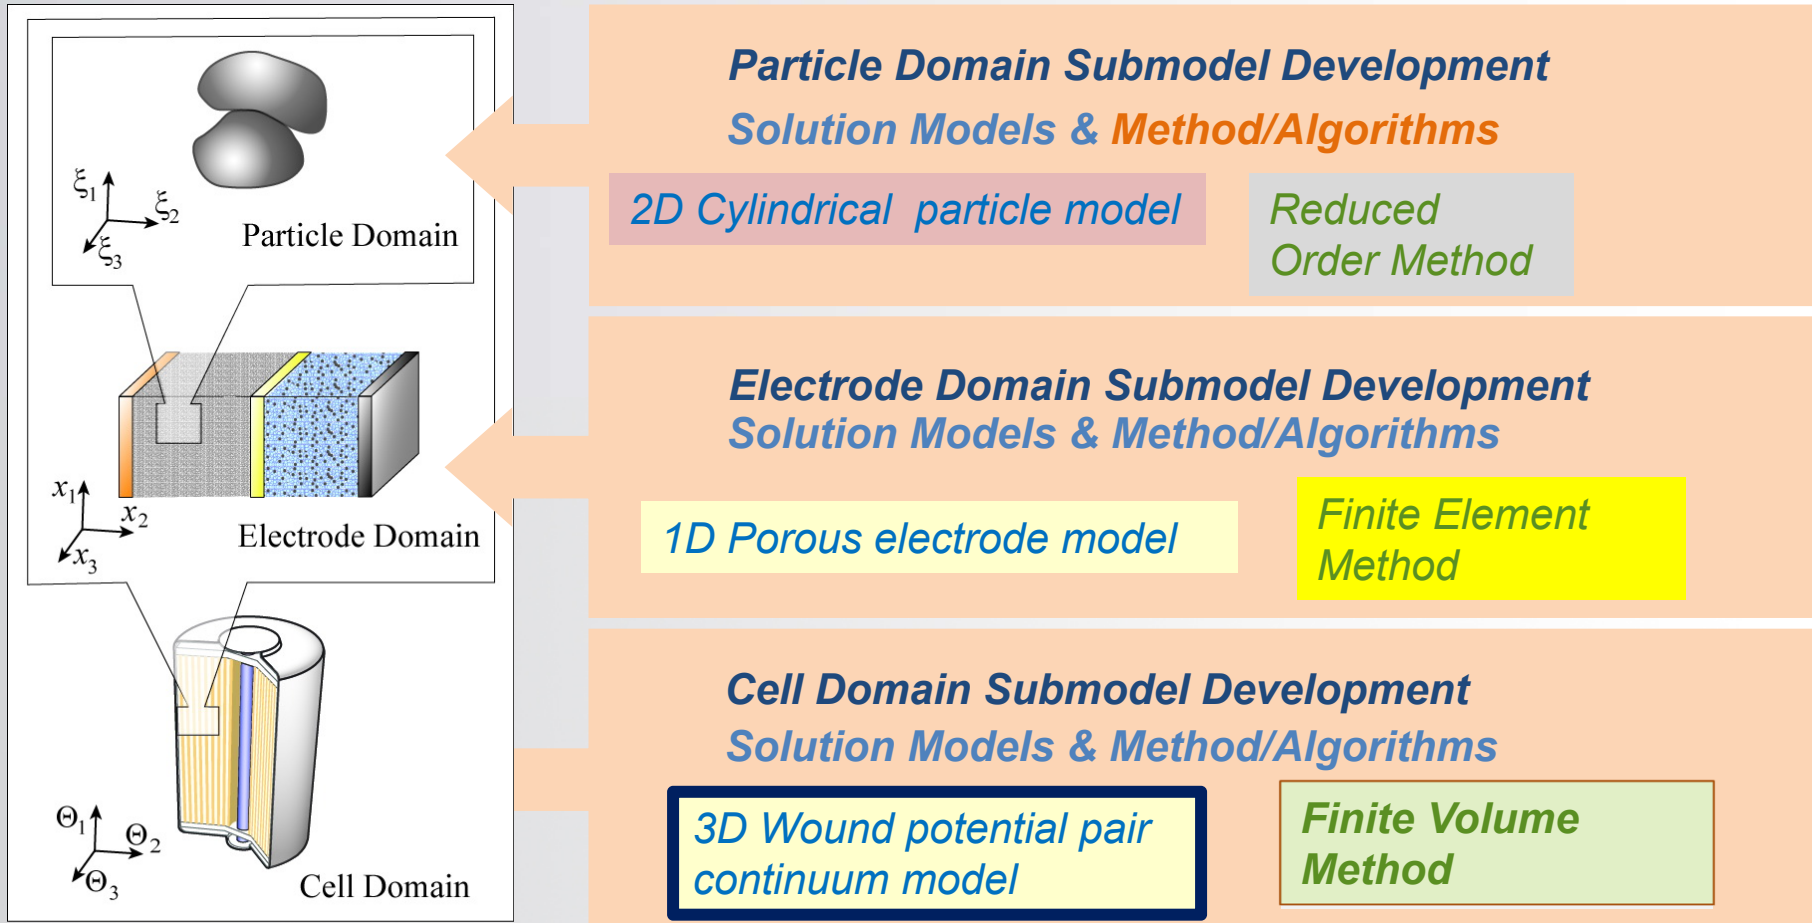 ξ1
ξ2
ξ3
Particle Domain
x1
x2
x3
Electrode Domain
Θ1
Θ2
Θ3
Cell Domain
Particle Domain Submodel Development
Solution Models & Method/Algorithms
2D Cylindrical particle model
Reduced
Order Method
Electrode Domain Submodel Development
Solution Models & Method/Algorithms
1D Porous electrode model
Finite Element
Method
Cell Domain Submodel Development
Solution Models & Method/Algorithms
3D Wound potential pair
continuum model
Finite Volume
Method